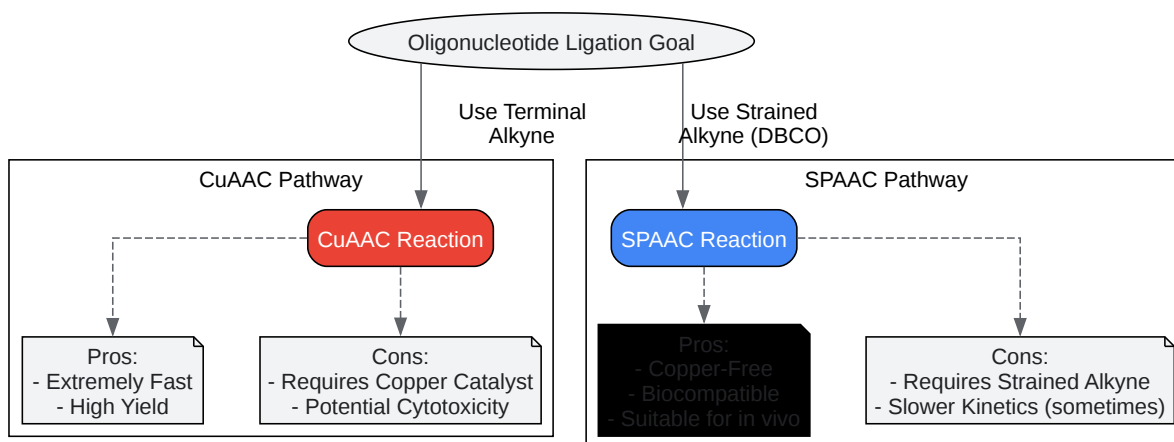 Oligonucleotide Ligation Goal
Use Terminal
Alkyne
Use Strained
Alkyne (DBCO)
CuAAC Pathway
CuAAC Reaction
Pros:
- Extremely Fast
- High Yield
Cons:
- Requires Copper Catalyst
- Potential Cytotoxicity
SPAAC Pathway
SPAAC Reaction
Pros:
- Copper-Free
- Biocompatible
- Suitable for in vivo
Cons:
- Requires Strained Alkyne
- Slower Kinetics (sometimes)